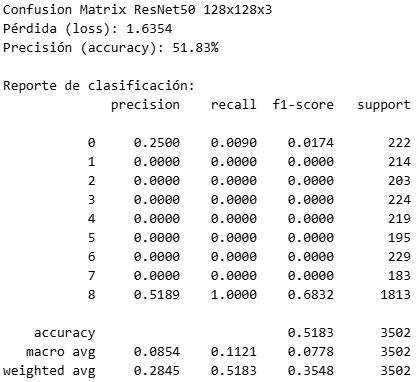 Confusion Matrix ResNet50 128x128x3
Pérdida (loss): 1.6354
Precisión (accuracy): 51.83%
Reporte de clasificación:
precision recall f1-score support
0 0.2500 0.0090 0.0174 222
1 0.0000 0.0000 0.0000 214
2 0.0000 0.0000 0.0000 203
3 0.0000 0.0000 0.0000 224
4 0.0000 0.0000 0.0000 219
5 0.0000 0.0000 0.0000 195
6 0.0000 0.0000 0.0000 229
7 0.0000 0.0000 0.0000 183
8 0.5189 1.0000 0.6832 1813
accuracy 0.5183 3502
macro avg 0.0854 0.1121 0.0778 3502
weighted avg 0.2845 0.5183 0.3548 3502